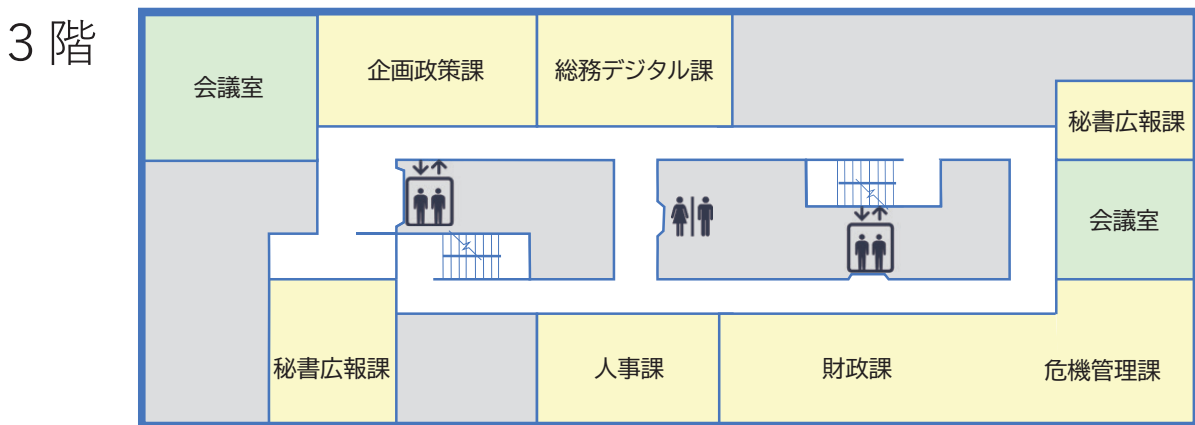 3階
会議室
企画政策課
総務デジタル課
秘書広報課
会議室
秘書広報課
人事課
財政課
危機管理課